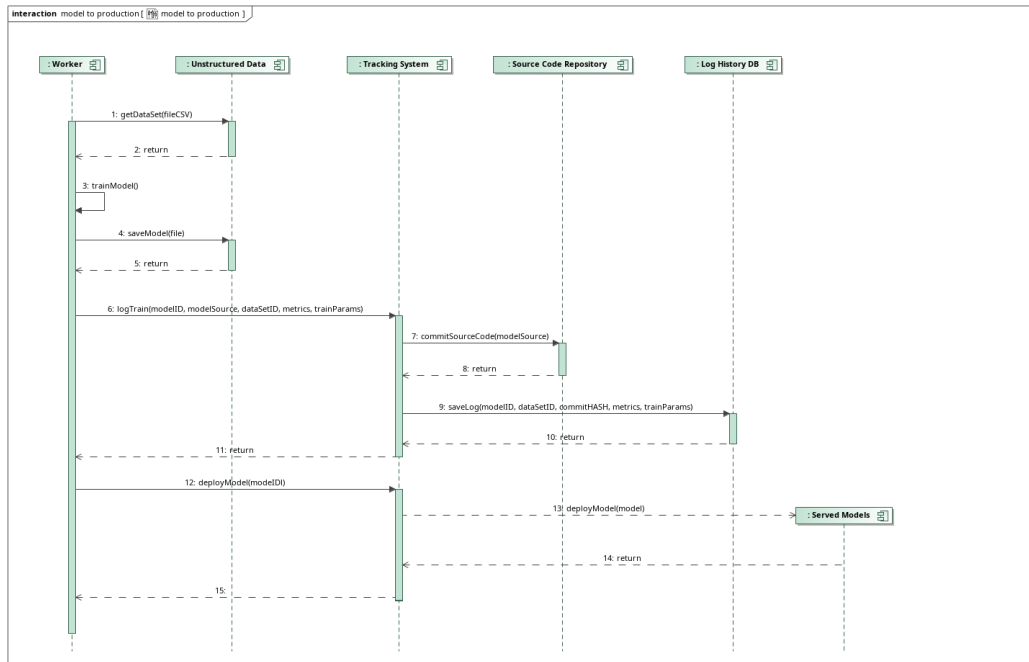 interaction model to production [ model to production ]
: Worker
: Unstructured Data
: Tracking System
: Source Code Repository
: Log History DB
1: getDataSet(fileCSV)
2: return
3: trainModel()
4: saveModel(file)
5: return
6: logTrain(modelID, modelSource, dataSetID, metrics, trainParams)
7: commitSourceCode(modelSource)
8: return
9: saveLog(modelID, dataSetID, commitHASH, metrics, trainParams)
10: return
11: return
12: deployModel(modeIDl)
13: deployModel(model)
: Served Models
14: return
15: